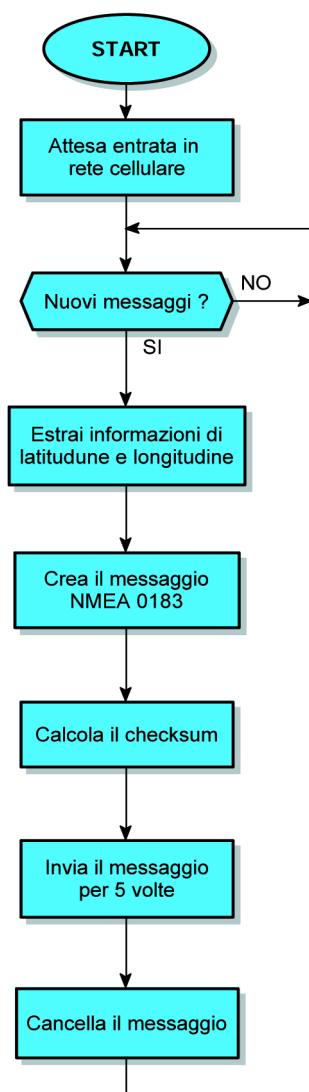 START
Attesa entrata in
rete cellulare
Nuovi messaggi ?
NO
SI
Estrai informazioni di
latitudune e longitudine
Crea il messaggio
NMEA 0183
Calcola il checksum
Invia il messaggio
per 5 volte
Cancella il messaggio